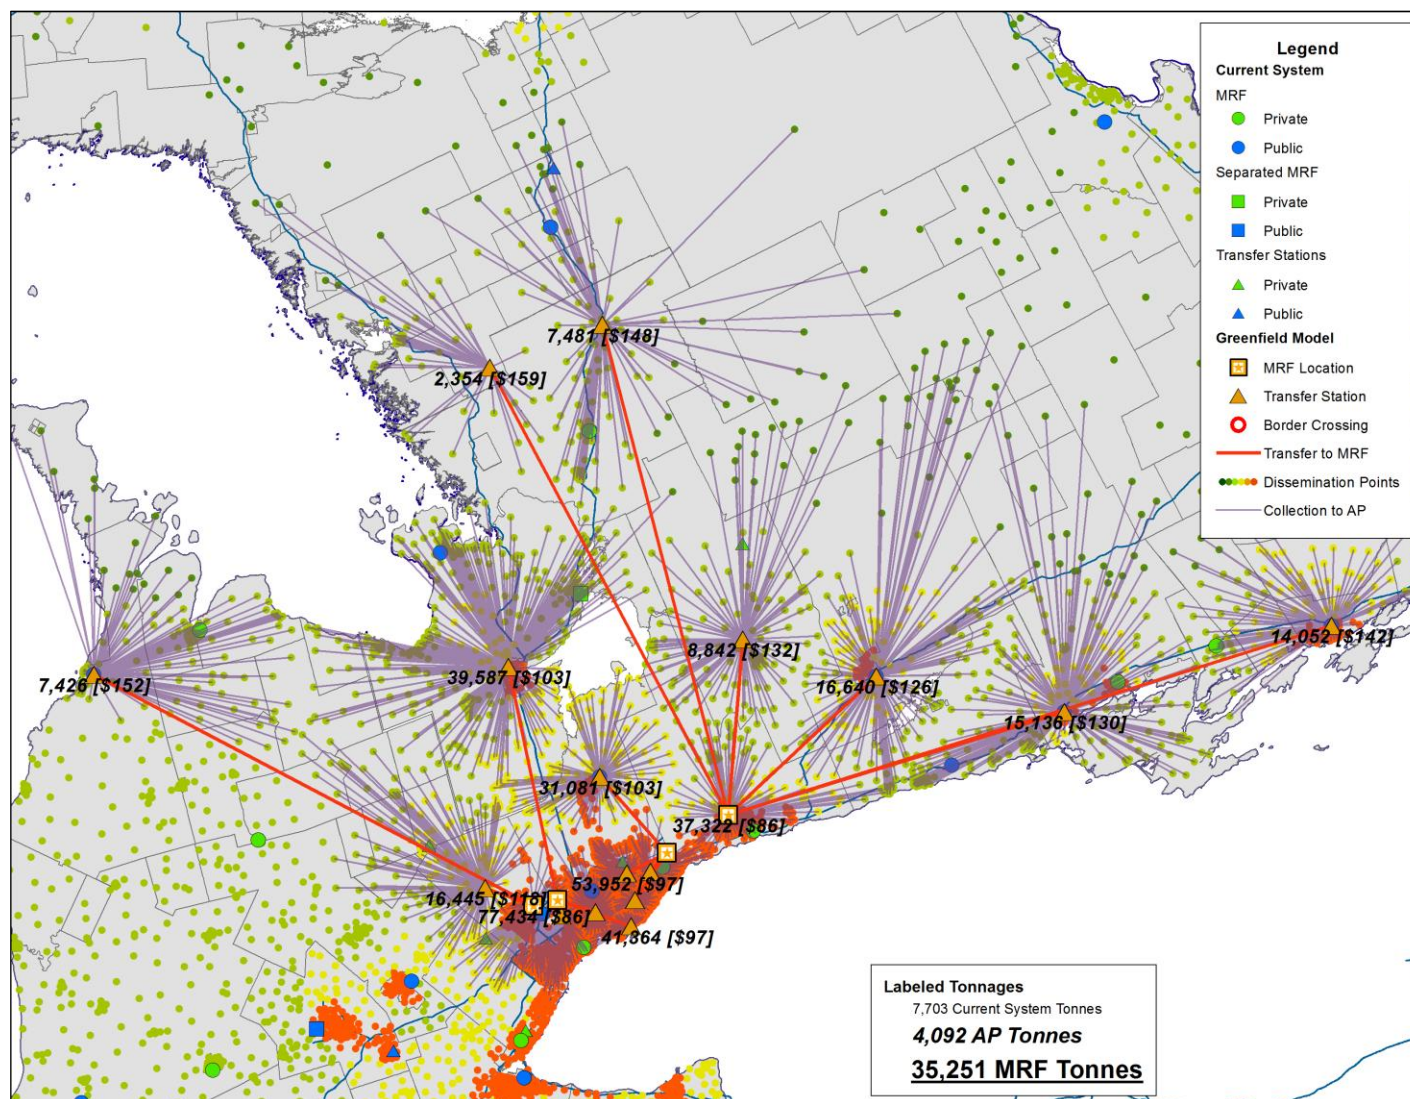 Legend
Current System
MRF
Private
Public
Separated MRF
Private
Public
Transfer Stations
Private
Public
Greenfield Model
MRF Location
Transfer Station
Border Crossing
Transfer to MRF
Dissemination Points
Collection to AP
7,481 [$148]
2,354 [$159]
14,052 [$142]
8,842 [$132]
39,587 [$103]
7,426 [$152]
16,640 [$126]
15,136 [$130]
31,081 [$103]
37,322 [$86]
53,952 [$97]
16,445 [$118]
77,434 [$86]
41,364 [$97]
Labeled Tonnages
7,703 Current System Tonnes
4,092 AP Tonnes
35,251 MRF Tonnes